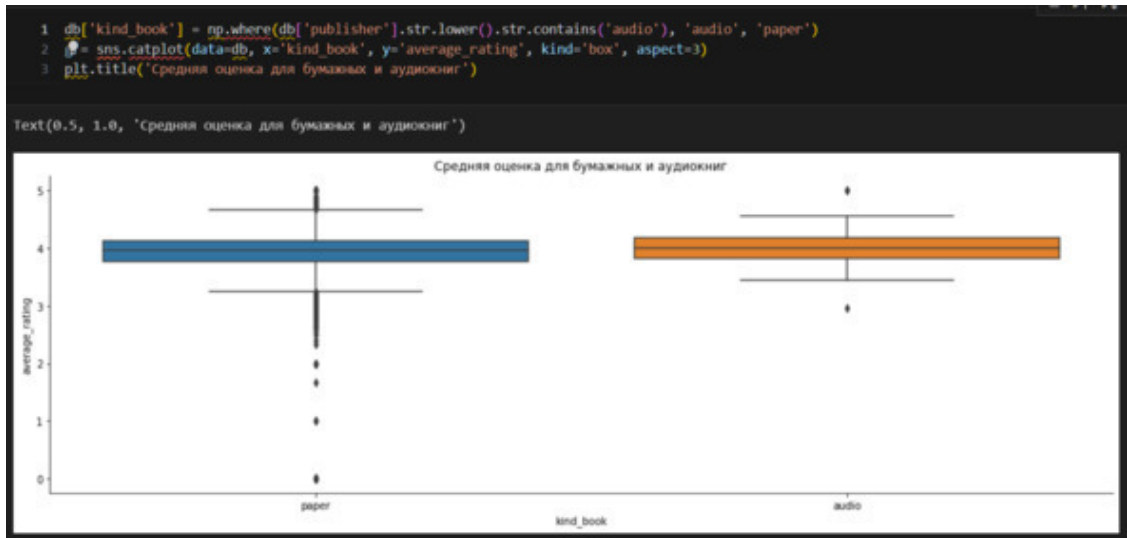 1 db['kind_book'] = np.where(db['publisher'].str.lower().str.contains('audio'), 'audio', 'paper')
2 = sns.catplot(data=db, x='kind_book', y='average_rating', kind='box', aspect=3)
3 plt.title('Средняя оценка для бумажных и аудиокниг')
Text(0.5, 1.0, 'Средняя оценка для бумажных и аудиокниг')
Средняя оценка для бумажных и аудиокниг
5
4
3
2
1
0
average_rating
paper audio
kind_book